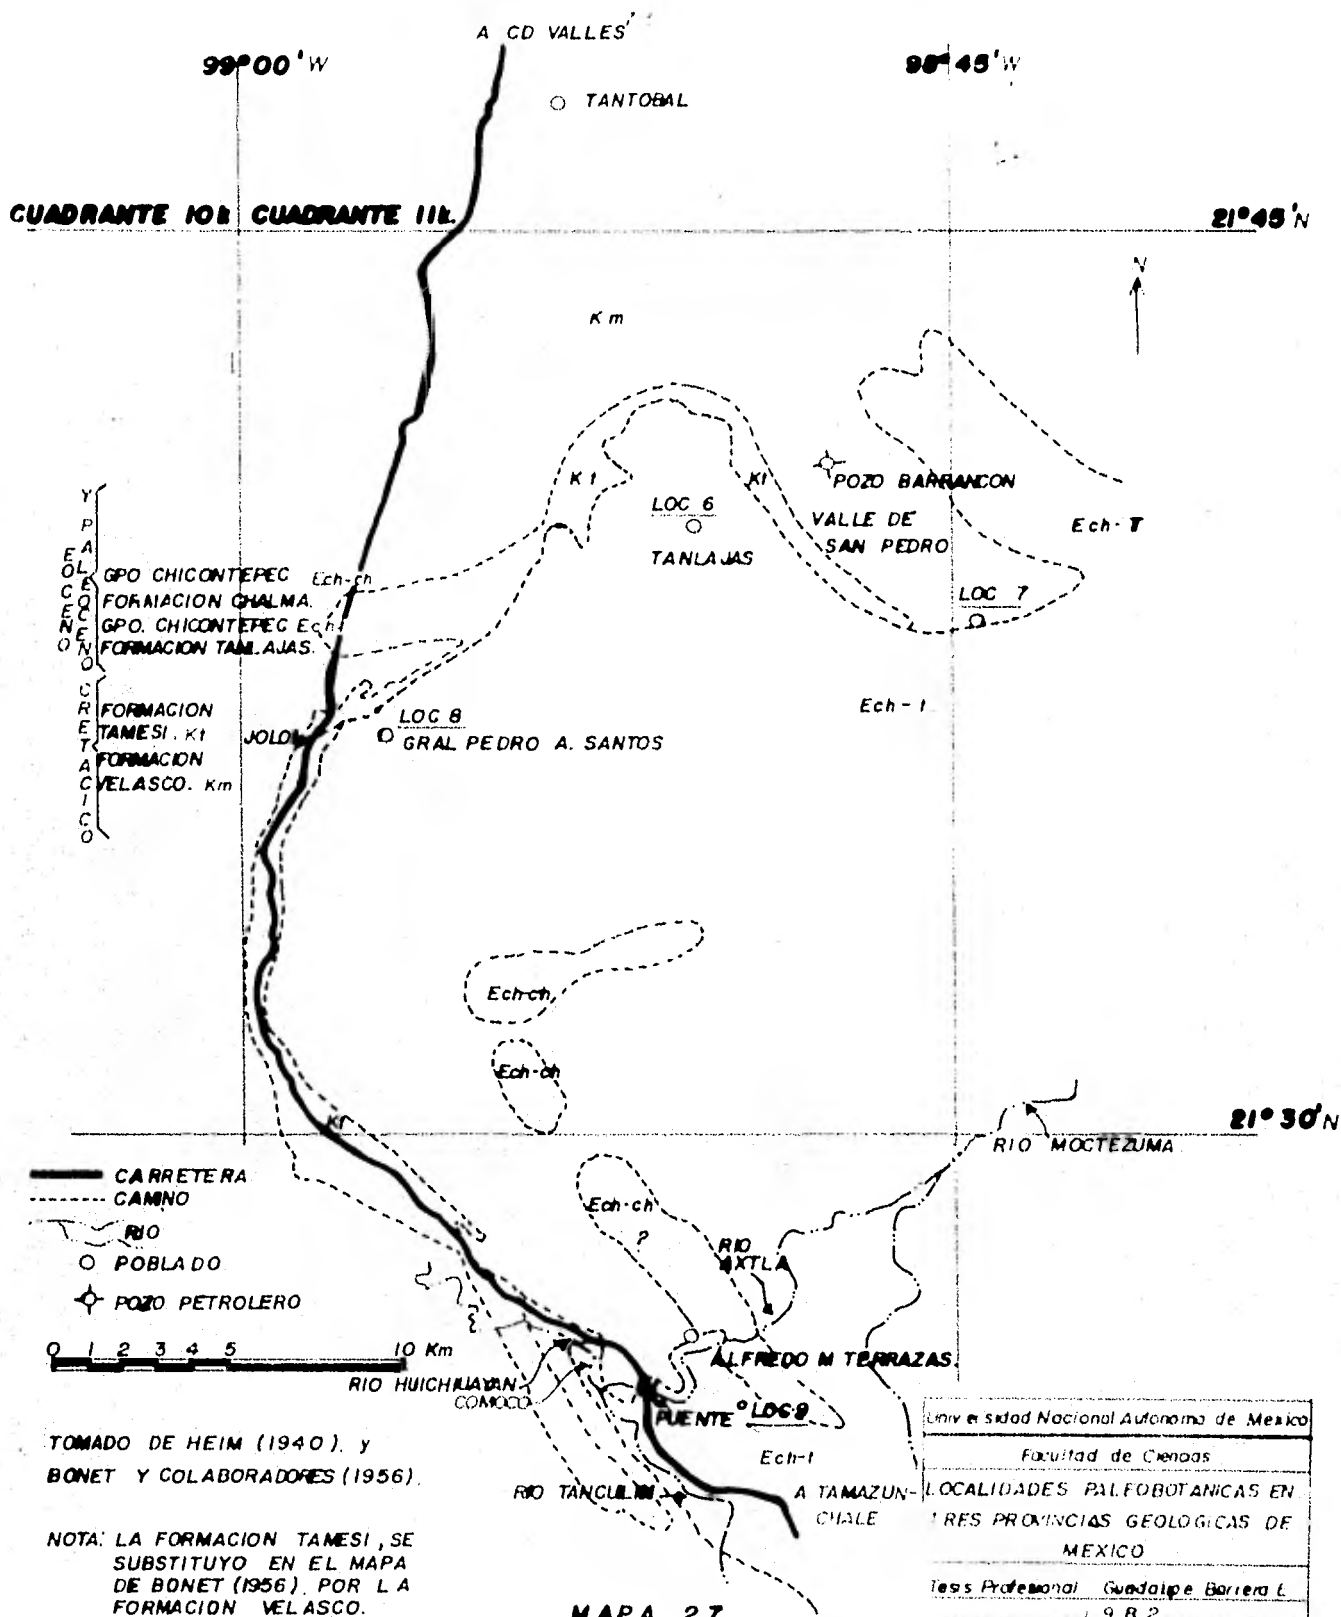 A CD VALLES
99°00'W
98°45'W
TANTOBAL
CUADRANTE 10k CUADRANTE 11k.
21°45'N
N
Km
Kt
Kt
POZO BARRANCON
LOC 6
TANLAJAS
VALLE DE
SAN PEDRO
Ech-T
LOC 7
Y PALEOCENO
EOCENO
GPO CHICONTEPEC Ech-ch
FORMACION CHALMA.
GPO. CHICONTEPEC Ech-
FORMACION TANLAJAS.
CRETACICO
FORMACION
TAMESI. Kt
FORMACION
VELASCO. Km
JOLO
LOC 8
GRAL PEDRO A. SANTOS
Ech-t
Ech-ch
Ech-ch
Kt
21°30'N
RIO MOCTEZUMA
CARRETERA
CAMINO
RIO
POBLADO
POZO PETROLERO
Ech-ch
?
RIO
AXTLA
0 1 2 3 4 5 10 Km
ALFREDO M TERRAZAS.
RIO HUICHIHUAYAN
COMOCO
PUENTE LOC 9
Ech-t
RIO TANCUILIN
A TAMAZUN-
CHALE
TOMADO DE HEIM (1940). y
BONET Y COLABORADORES (1956).
NOTA: LA FORMACION TAMESI, SE
SUBSTITUYO EN EL MAPA
DE BONET (1956). POR LA
FORMACION VELASCO.
MAPA 27
Universidad Nacional Autonoma de Mexico
Facultad de Ciencias
LOCALIDADES PALEOBOTANICAS EN
TRES PROVINCIAS GEOLOGICAS DE
MEXICO
Tesis Profesional Guadalupe Barrera E.
1982